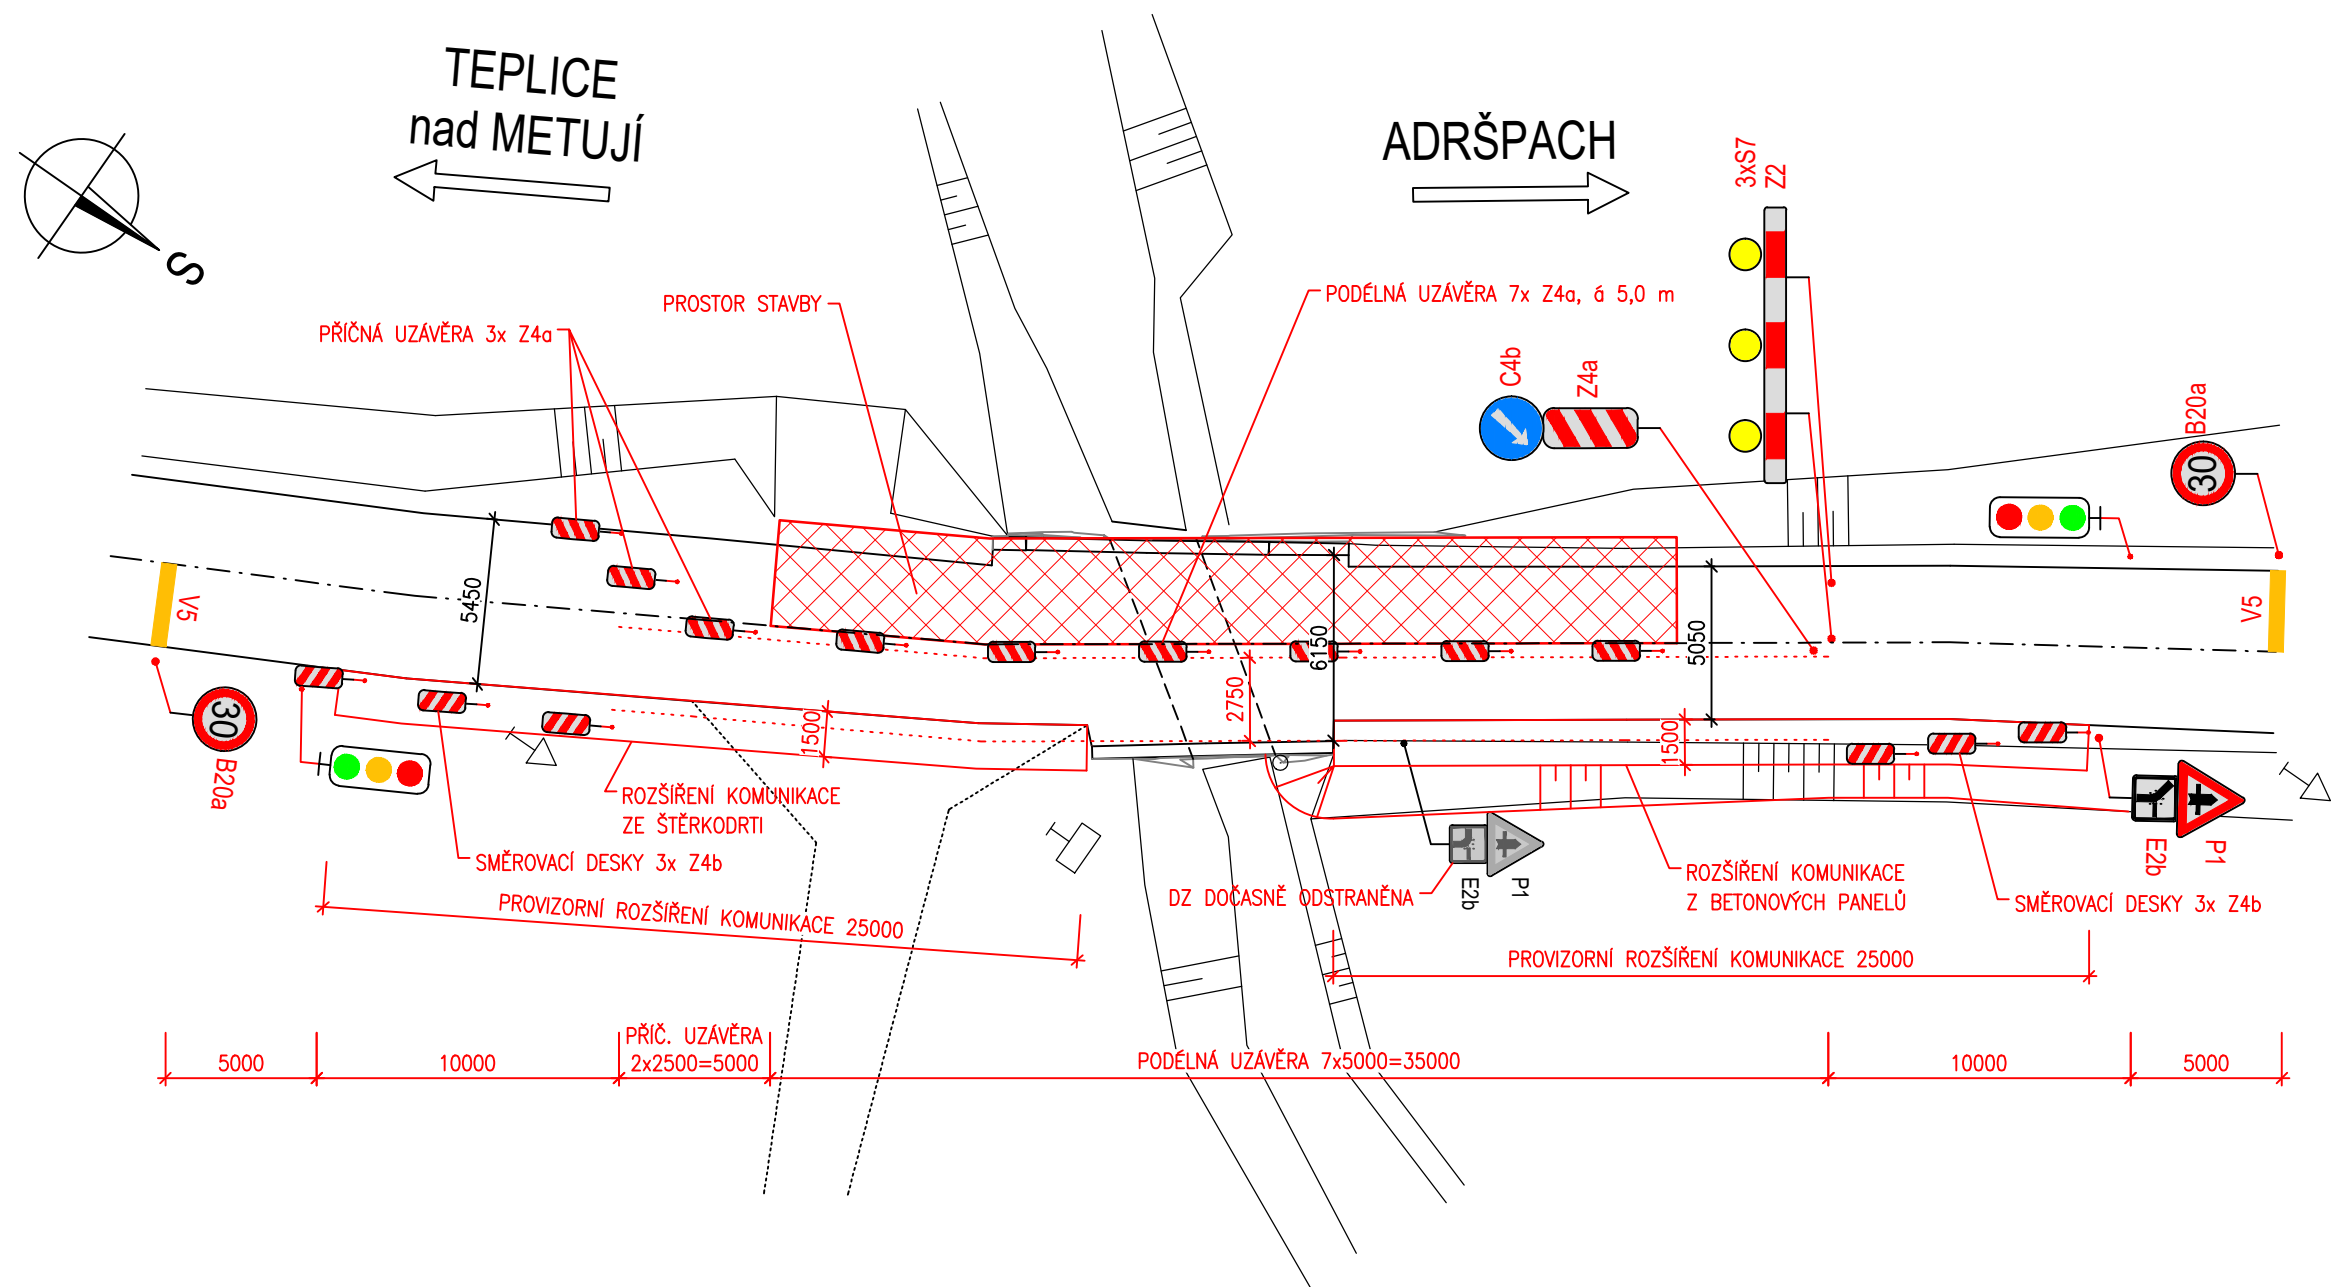 TEPLICE
nad METUJÍ
ADRŠPACH
S
3xS7
Z2
PROSTOR STAVBY
PODÉLNÁ UZÁVĚRA 7x Z4a, á 5,0 m
PŘÍČNÁ UZÁVĚRA 3x Z4a
C4b
Z4a
B20a
30
V5
5450
6150
5050
2750
1500
1500
V5
30
B20a
ROZŠÍŘENÍ KOMUNIKACE
ZE ŠTĚRKODRTI
SMĚROVACÍ DESKY 3x Z4b
PROVIZORNÍ ROZŠÍŘENÍ KOMUNIKACE 25000
DZ DOČASNĚ ODSTRANĚNA
E2b
P1
ROZŠÍŘENÍ KOMUNIKACE
Z BETONOVÝCH PANELŮ
E2b
P1
SMĚROVACÍ DESKY 3x Z4b
PROVIZORNÍ ROZŠÍŘENÍ KOMUNIKACE 25000
5000
10000
PŘÍČ. UZÁVĚRA
2x2500=5000
PODÉLNÁ UZÁVĚRA 7x5000=35000
10000
5000